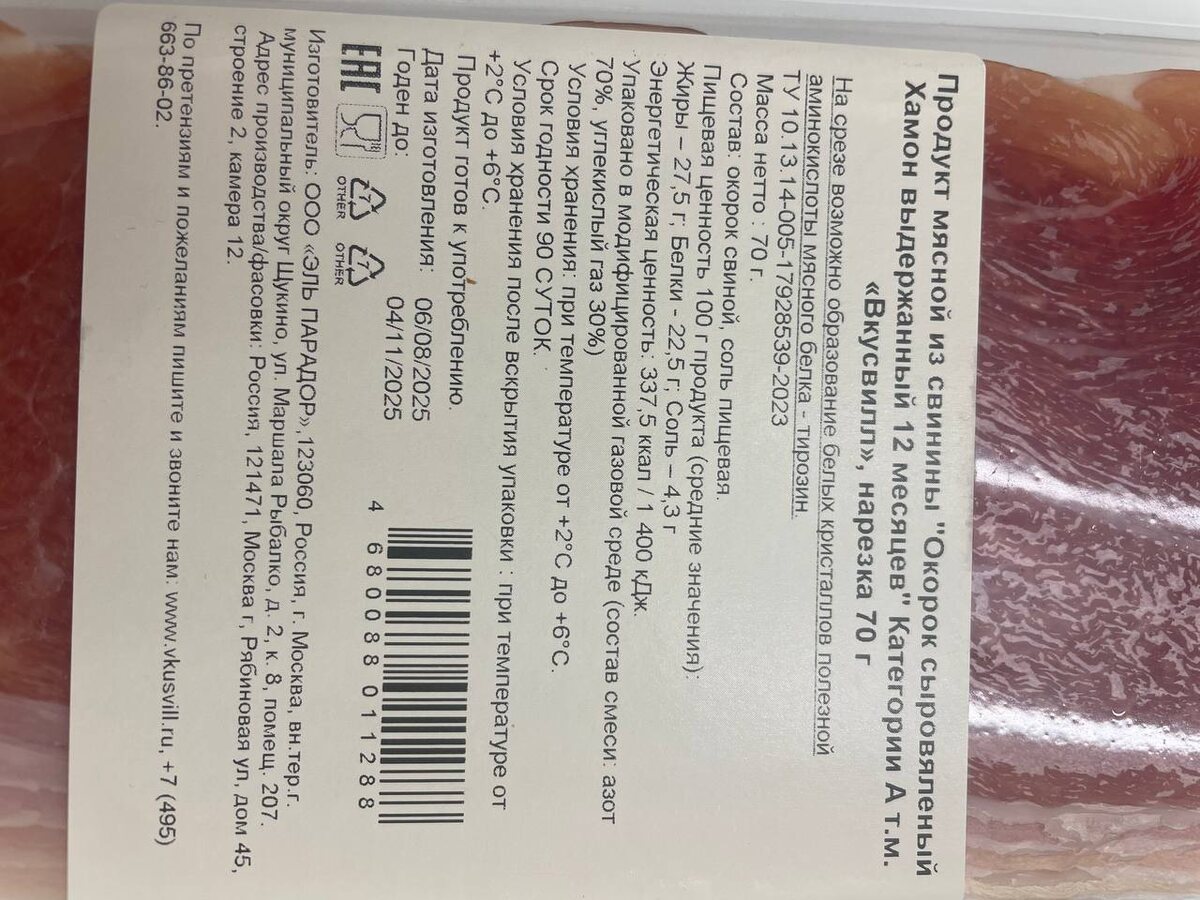 Продукт мясной из свинины "Окорок сыровяленый
Хамон выдержанный 12 месяцев" Категории А т.м.
«Вкусвилл», нарезка 70 г
На срезе возможно образование белых кристаллов полезной
аминокислоты мясного белка - тирозин.
ТУ 10.13.14-005-17928539-2023
Масса нетто : 70 г.
Состав: окорок свиной, соль пищевая.
Пищевая ценность 100 г продукта (средние значения):
Жиры – 27,5 г; Белки - 22,5 г; Соль – 4,3 г
Энергетическая ценность: 337,5 ккал / 1 400 кДж.
Упаковано в модифицированной газовой среде (состав смеси: азот
70%, углекислый газ 30%)
Условия хранения: при температуре от +2°C до +6°C.
Срок годности 90 СУТОК.
Условия хранения после вскрытия упаковки : при температуре от
+2°C до +6°C.
Продукт готов к употреблению.
Дата изготовления: 06/08/2025
Годен до: 04/11/2025
4 680088 011288
EAC
7
OTHER
OTHER
Изготовитель: ООО «ЭЛЬ ПАРАДОР»,123060, Россия, г. Москва, вн.тер.г.
муниципальный округ Щукино, ул. Маршала Рыбалко, д. 2, к. 8, помещ. 207.
Адрес производства/фасовки: Россия, 121471, Москва г, Рябиновая ул, дом 45,
строение 2, камера 12.
По претензиям и пожеланиям пишите и звоните нам: www.vkusvill.ru, +7 (495)
663-86-02.